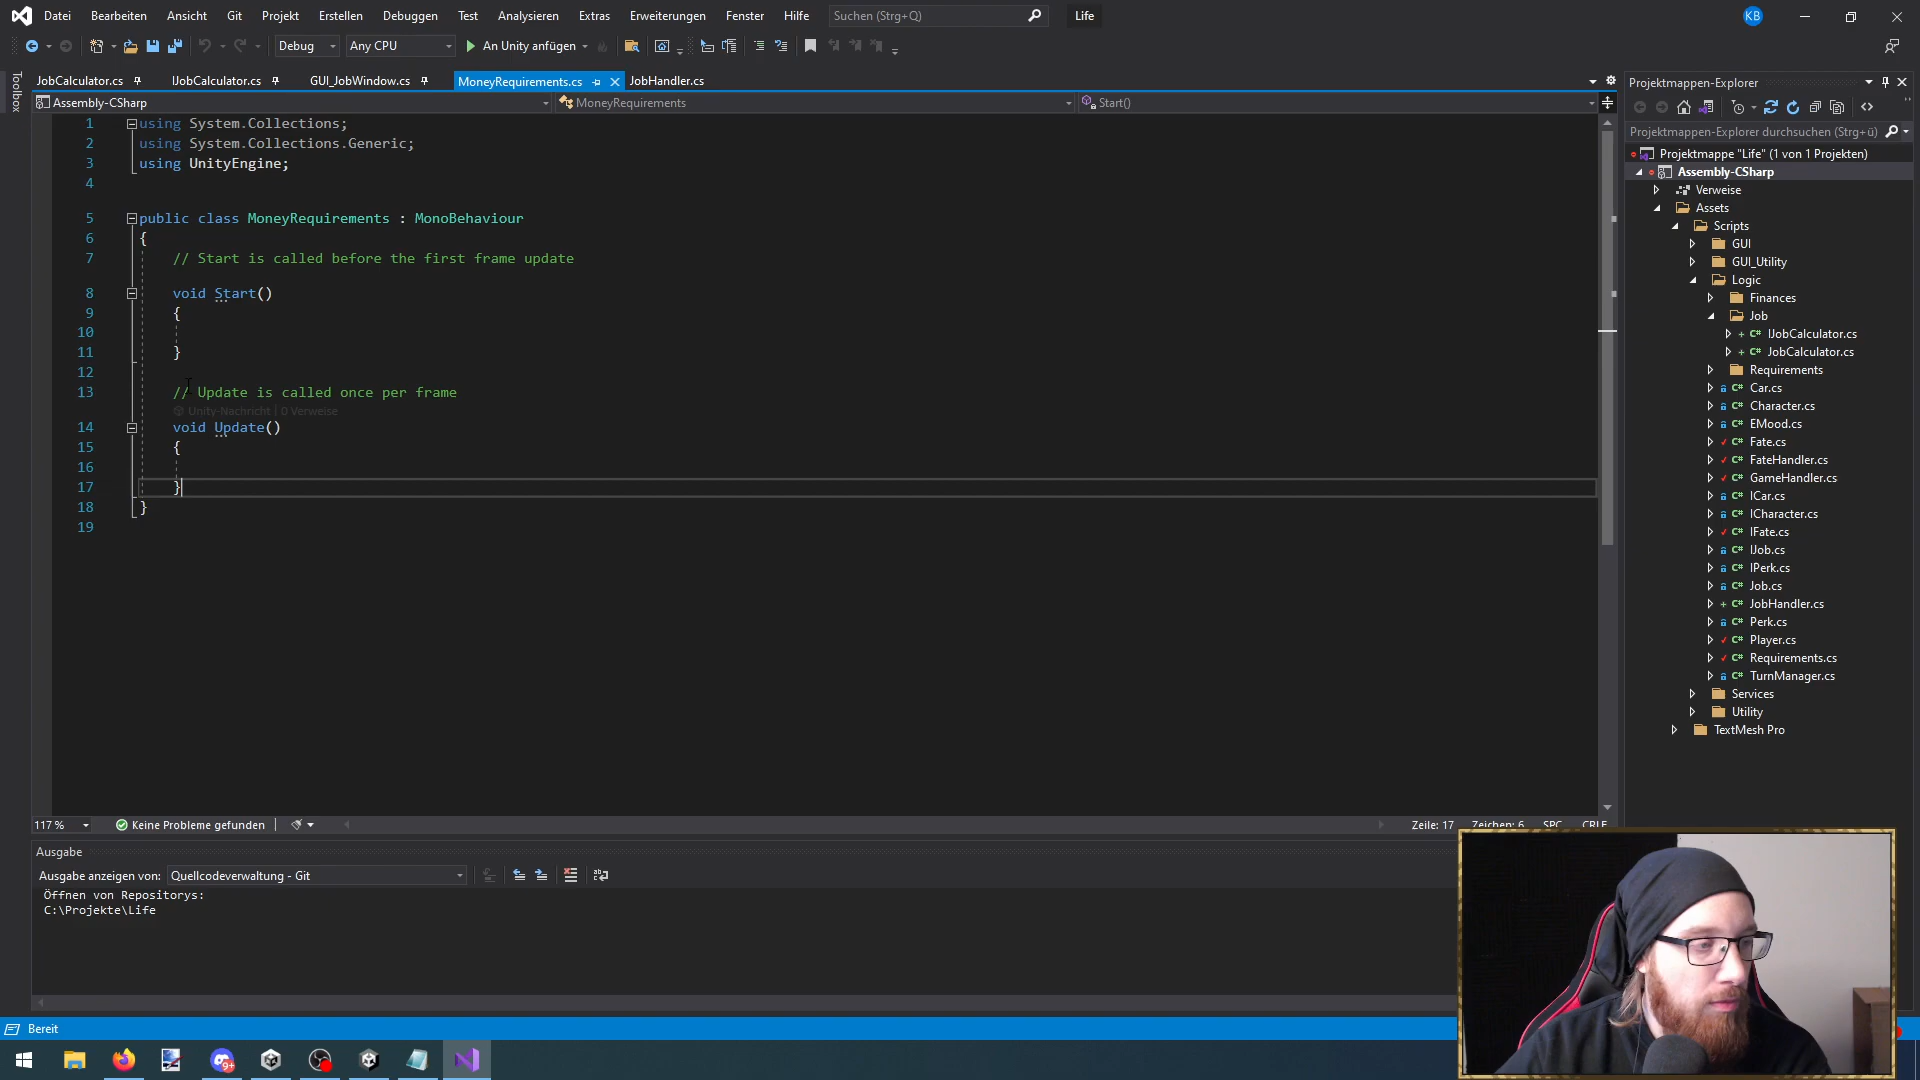 Datei Bearbeiten Ansicht Git Projekt Erstellen Debuggen Test Analysieren Extras Erweiterungen Fenster Hilfe Suchen (Strg+Q) Life KB
Debug Any CPU An Unity anfügen
Toolbox
JobCalculator.cs IJobCalculator.cs GUI_JobWindow.cs MoneyRequirements.cs JobHandler.cs
Assembly-CSharp MoneyRequirements Start()
1 using System.Collections;
2 using System.Collections.Generic;
3 using UnityEngine;
4
5 public class MoneyRequirements : MonoBehaviour
6 {
7 // Start is called before the first frame update
8 void Start()
9 {
10
11 }
12
13 // Update is called once per frame
Unity-Nachricht | 0 Verweise
14 void Update()
15 {
16
17 }
18 }
19
117 % Keine Probleme gefunden Zeile: 17 Zeichen: 6 SPC CRLF
Ausgabe
Ausgabe anzeigen von: Quellcodeverwaltung - Git
Öffnen von Repositorys:
C:\Projekte\Life
Bereit
Projektmappen-Explorer
Projektmappen-Explorer durchsuchen (Strg+ü)
Projektmappe "Life" (1 von 1 Projekten)
Assembly-CSharp
Verweise
Assets
Scripts
GUI
GUI_Utility
Logic
Finances
Job
IJobCalculator.cs
JobCalculator.cs
Requirements
Car.cs
Character.cs
EMood.cs
Fate.cs
FateHandler.cs
GameHandler.cs
ICar.cs
ICharacter.cs
IFate.cs
IJob.cs
IPerk.cs
Job.cs
JobHandler.cs
Perk.cs
Player.cs
Requirements.cs
TurnManager.cs
Services
Utility
TextMesh Pro
9+